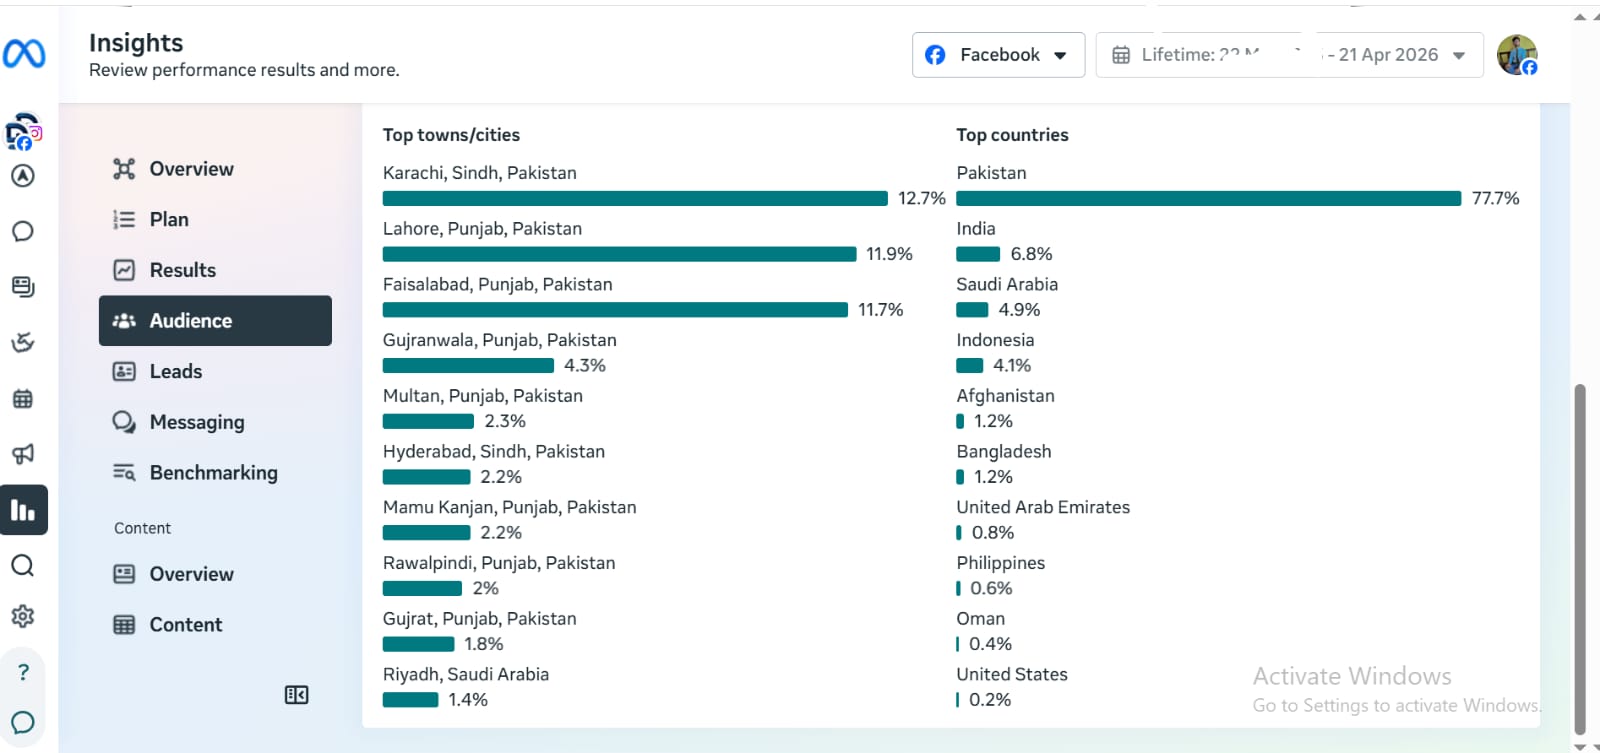 Insights
Review performance results and more.
Facebook
Lifetime: 22 - 21 Apr 2026
Overview
Plan
Results
Audience
Leads
Messaging
Benchmarking
Content
Overview
Content
?
Top towns/cities
Karachi, Sindh, Pakistan
12.7%
Lahore, Punjab, Pakistan
11.9%
Faisalabad, Punjab, Pakistan
11.7%
Gujranwala, Punjab, Pakistan
4.3%
Multan, Punjab, Pakistan
2.3%
Hyderabad, Sindh, Pakistan
2.2%
Mamu Kanjan, Punjab, Pakistan
2.2%
Rawalpindi, Punjab, Pakistan
2%
Gujrat, Punjab, Pakistan
1.8%
Riyadh, Saudi Arabia
1.4%
Top countries
Pakistan
77.7%
India
6.8%
Saudi Arabia
4.9%
Indonesia
4.1%
Afghanistan
1.2%
Bangladesh
1.2%
United Arab Emirates
0.8%
Philippines
0.6%
Oman
0.4%
United States
0.2%
Activate Windows
Go to Settings to activate Windows.